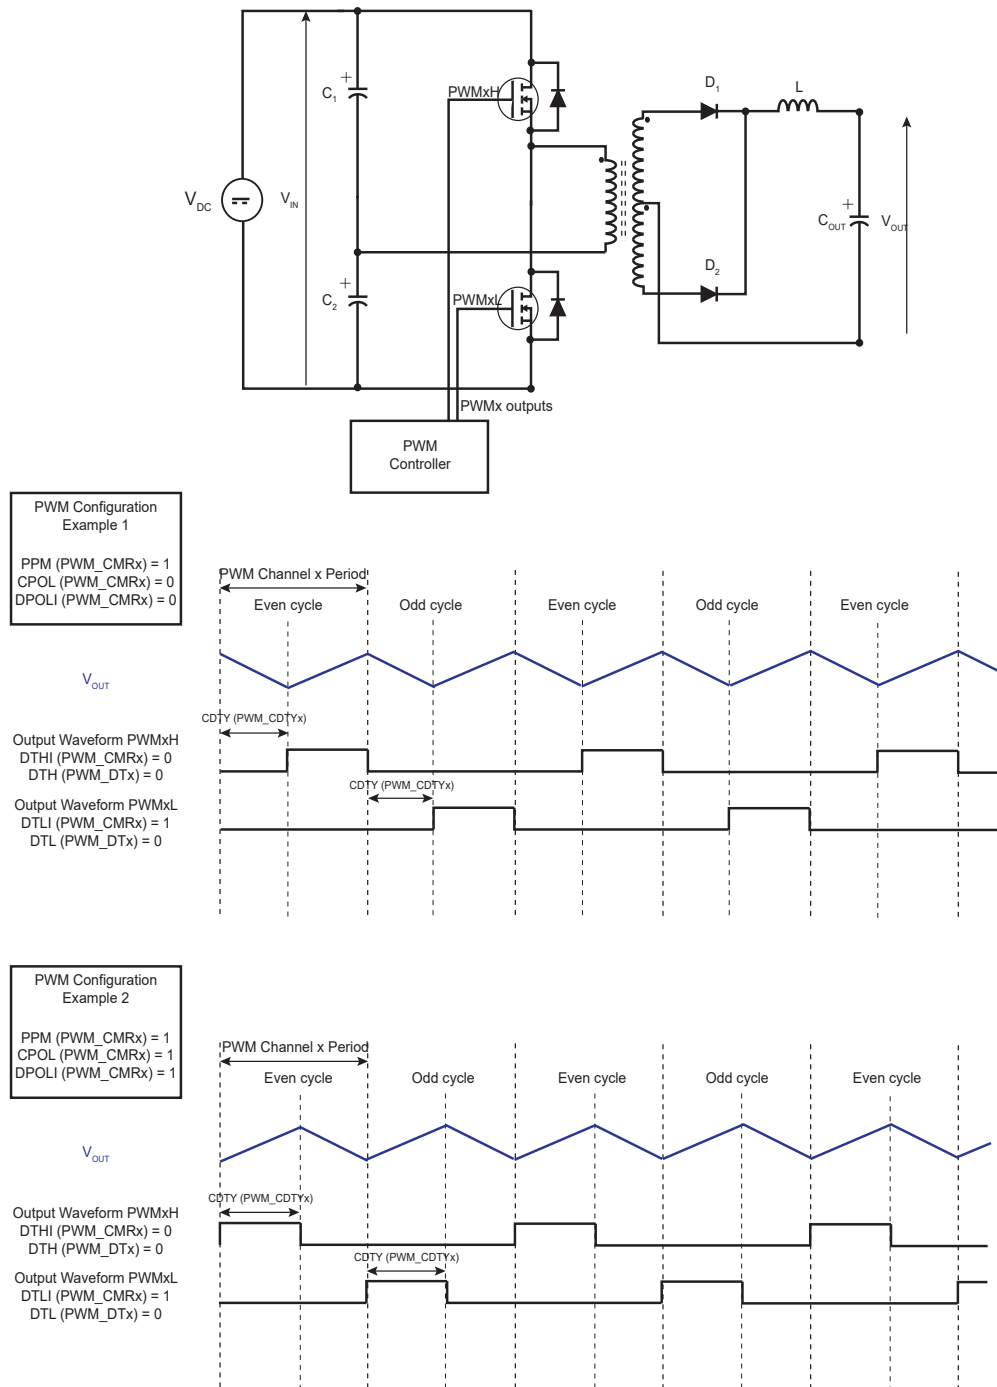 D1
L
C1
+
PWMxH
VDC
VIN
+
COUT
VOUT
+
C2
D2
PWMxL
PWMx outputs
PWM
Controller
PWM Configuration
Example 1
PPM (PWM_CMRx) = 1
CPOL (PWM_CMRx) = 0
DPOLI (PWM_CMRx) = 0
PWM Channel x Period
Even cycle
Odd cycle
Even cycle
Odd cycle
Even cycle
VOUT
CDTY (PWM_CDTYx)
Output Waveform PWMxH
DTHI (PWM_CMRx) = 0
DTH (PWM_DTx) = 0
CDTY (PWM_CDTYx)
Output Waveform PWMxL
DTLI (PWM_CMRx) = 1
DTL (PWM_DTx) = 0
PWM Configuration
Example 2
PPM (PWM_CMRx) = 1
CPOL (PWM_CMRx) = 1
DPOLI (PWM_CMRx) = 1
PWM Channel x Period
Even cycle
Odd cycle
Even cycle
Odd cycle
Even cycle
VOUT
CDTY (PWM_CDTYx)
Output Waveform PWMxH
DTHI (PWM_CMRx) = 0
DTH (PWM_DTx) = 0
CDTY (PWM_CDTYx)
Output Waveform PWMxL
DTLI (PWM_CMRx) = 1
DTL (PWM_DTx) = 0